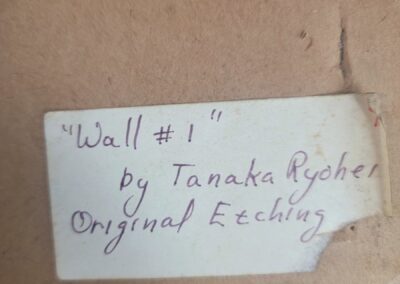 "Wall # 1"
by Tanaka Ryohei
Original Etching